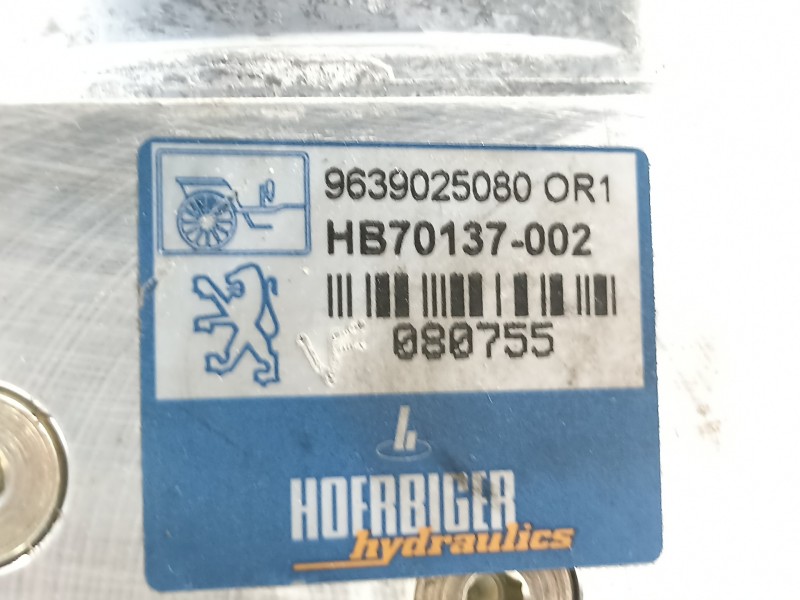 9639025080 OR1
HB70137-002
080755
HOERBIGER
hydraulics